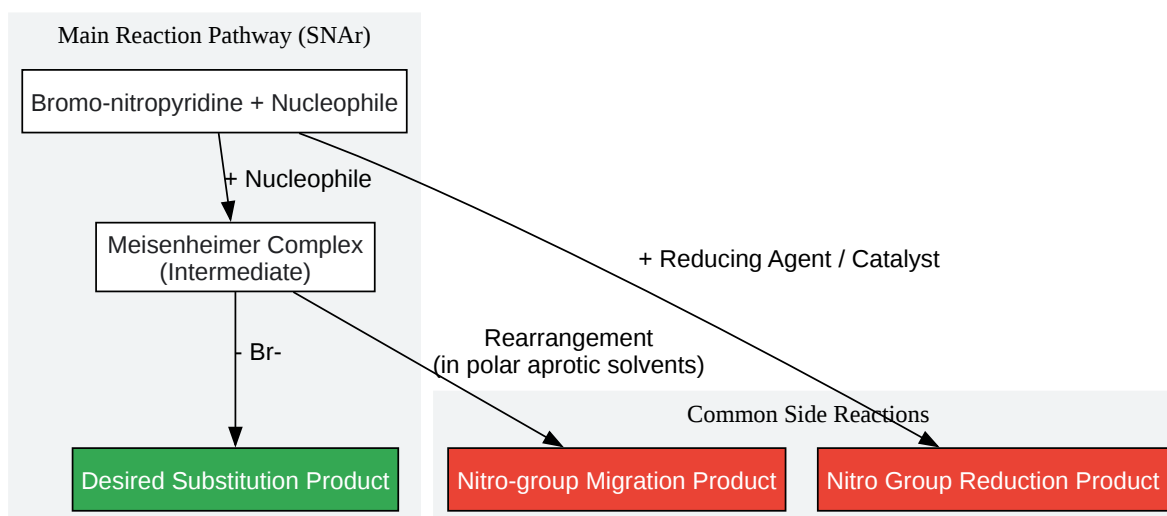 Main Reaction Pathway (SNAr)
Bromo-nitropyridine + Nucleophile
+ Nucleophile
Meisenheimer Complex
(Intermediate)
+ Reducing Agent / Catalyst
- Br-
Rearrangement
(in polar aprotic solvents)
Common Side Reactions
Desired Substitution Product
Nitro-group Migration Product
Nitro Group Reduction Product